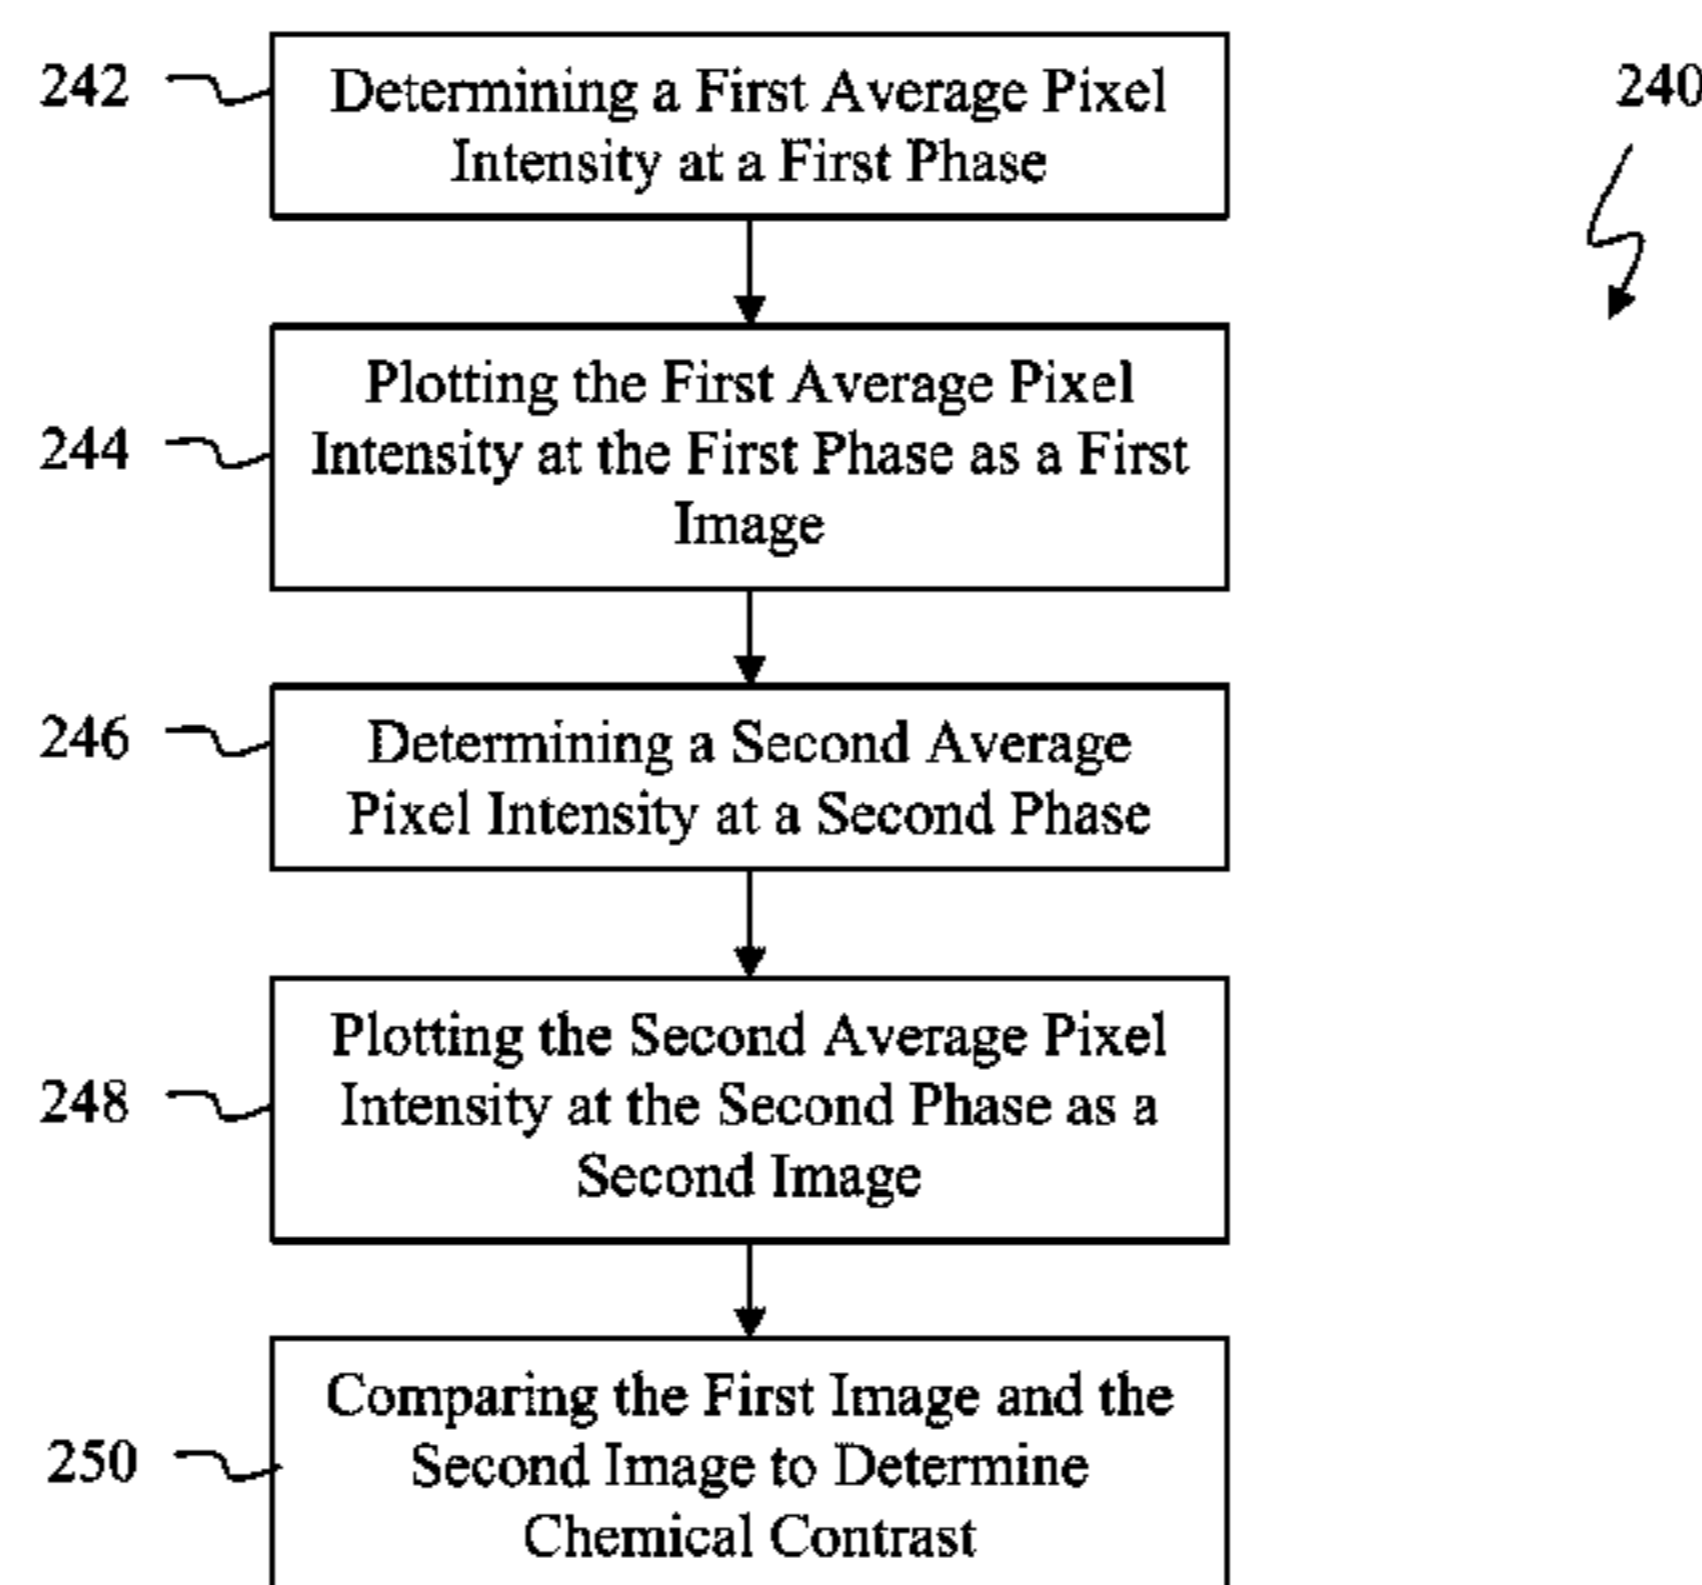 242
Determining a First Average Pixel
Intensity at a First Phase
240
244
Plotting the First Average Pixel
Intensity at the First Phase as a First
Image
246
Determining a Second Average
Pixel Intensity at a Second Phase
248
Plotting the Second Average Pixel
Intensity at the Second Phase as a
Second Image
250
Comparing the First Image and the
Second Image to Determine
Chemical Contrast